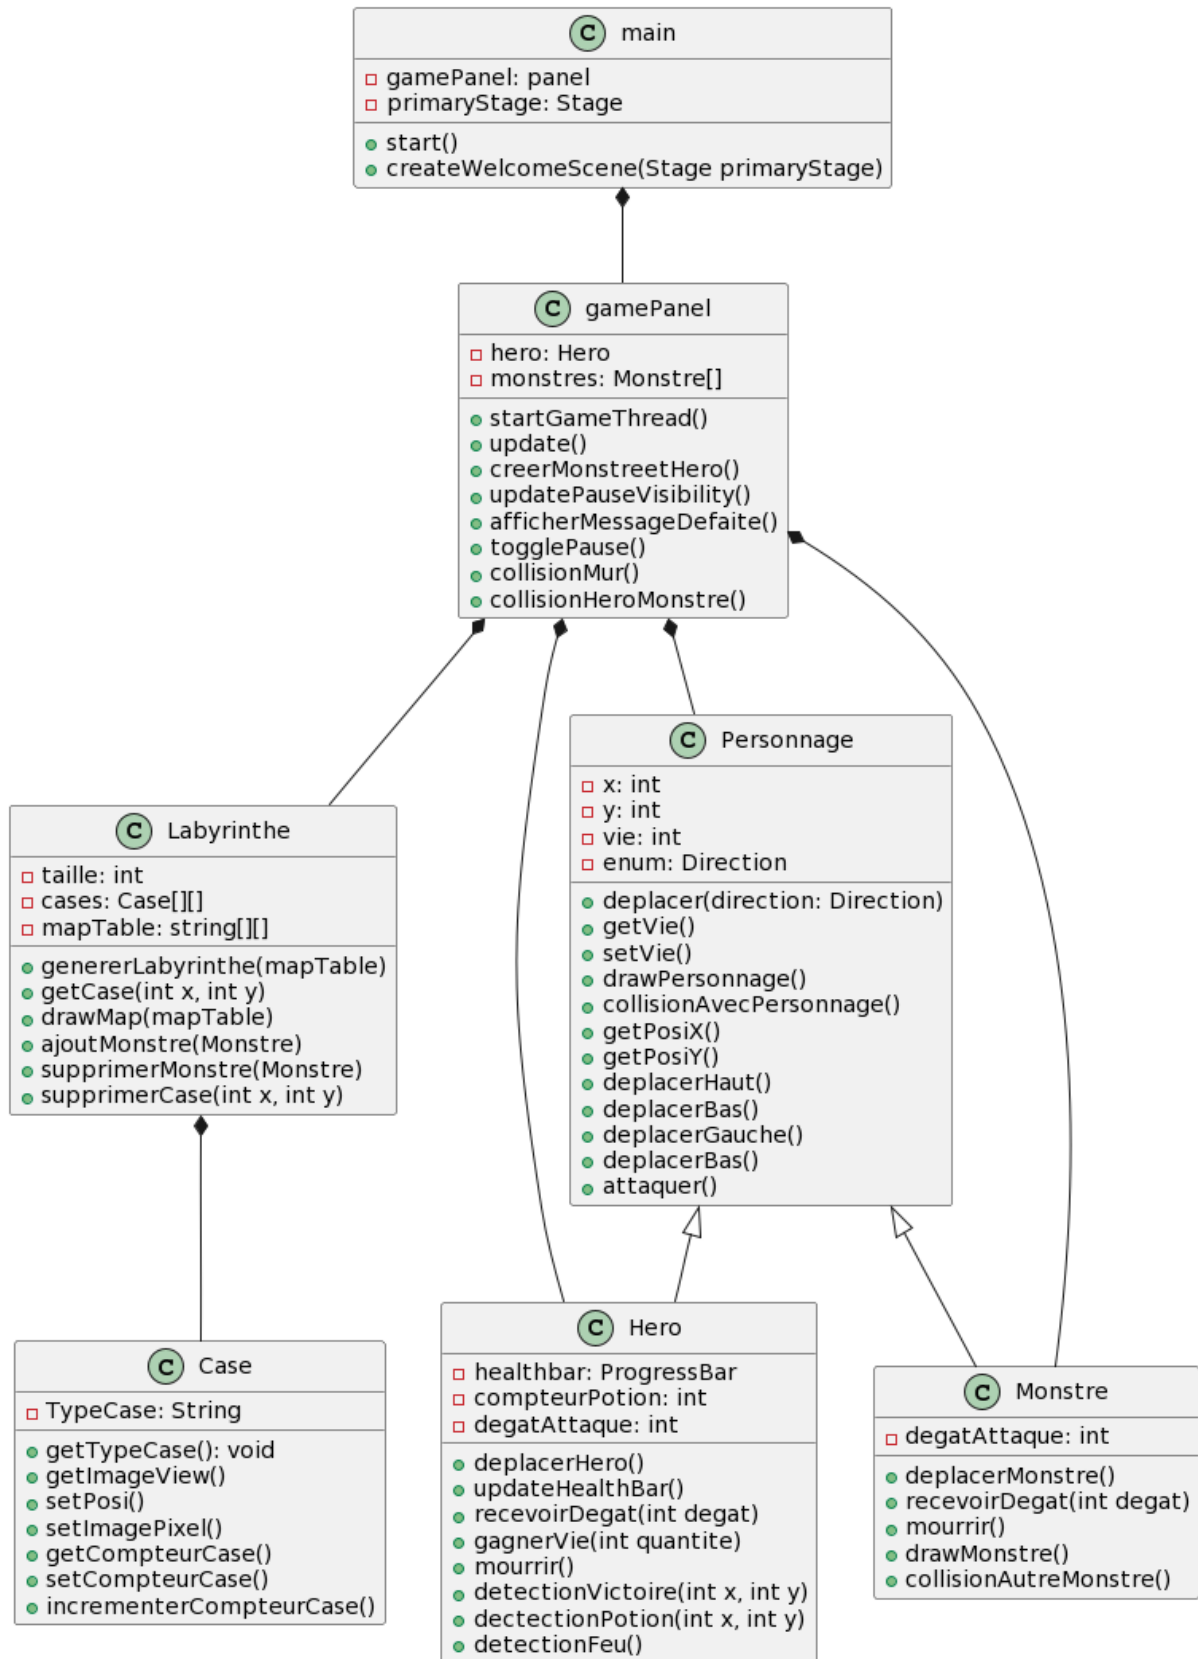 C main
gamePanel: panel
primaryStage: Stage
start()
createWelcomeScene(Stage primaryStage)
C gamePanel
hero: Hero
monstres: Monstre[]
startGameThread()
update()
creerMonstreetHero()
updatePauseVisibility()
afficherMessageDefaite()
togglePause()
collisionMur()
collisionHeroMonstre()
C Personnage
x: int
y: int
vie: int
enum: Direction
deplacer(direction: Direction)
getVie()
setVie()
drawPersonnage()
collisionAvecPersonnage()
getPosiX()
getPosiY()
deplacerHaut()
deplacerBas()
deplacerGauche()
deplacerBas()
attaquer()
C Labyrinthe
taille: int
cases: Case[][]
mapTable: string[][]
genererLabyrinthe(mapTable)
getCase(int x, int y)
drawMap(mapTable)
ajoutMonstre(Monstre)
supprimerMonstre(Monstre)
supprimerCase(int x, int y)
C Case
TypeCase: String
getTypeCase(): void
getImageView()
setPosi()
setImagePixel()
getCompteurCase()
setCompteurCase()
incrementerCompteurCase()
C Hero
healthbar: ProgressBar
compteurPotion: int
degatAttaque: int
deplacerHero()
updateHealthBar()
recevoirDegat(int degat)
gagnerVie(int quantite)
mourrir()
detectionVictoire(int x, int y)
dectectionPotion(int x, int y)
detectionFeu()
C Monstre
degatAttaque: int
deplacerMonstre()
recevoirDegat(int degat)
mourrir()
drawMonstre()
collisionAutreMonstre()